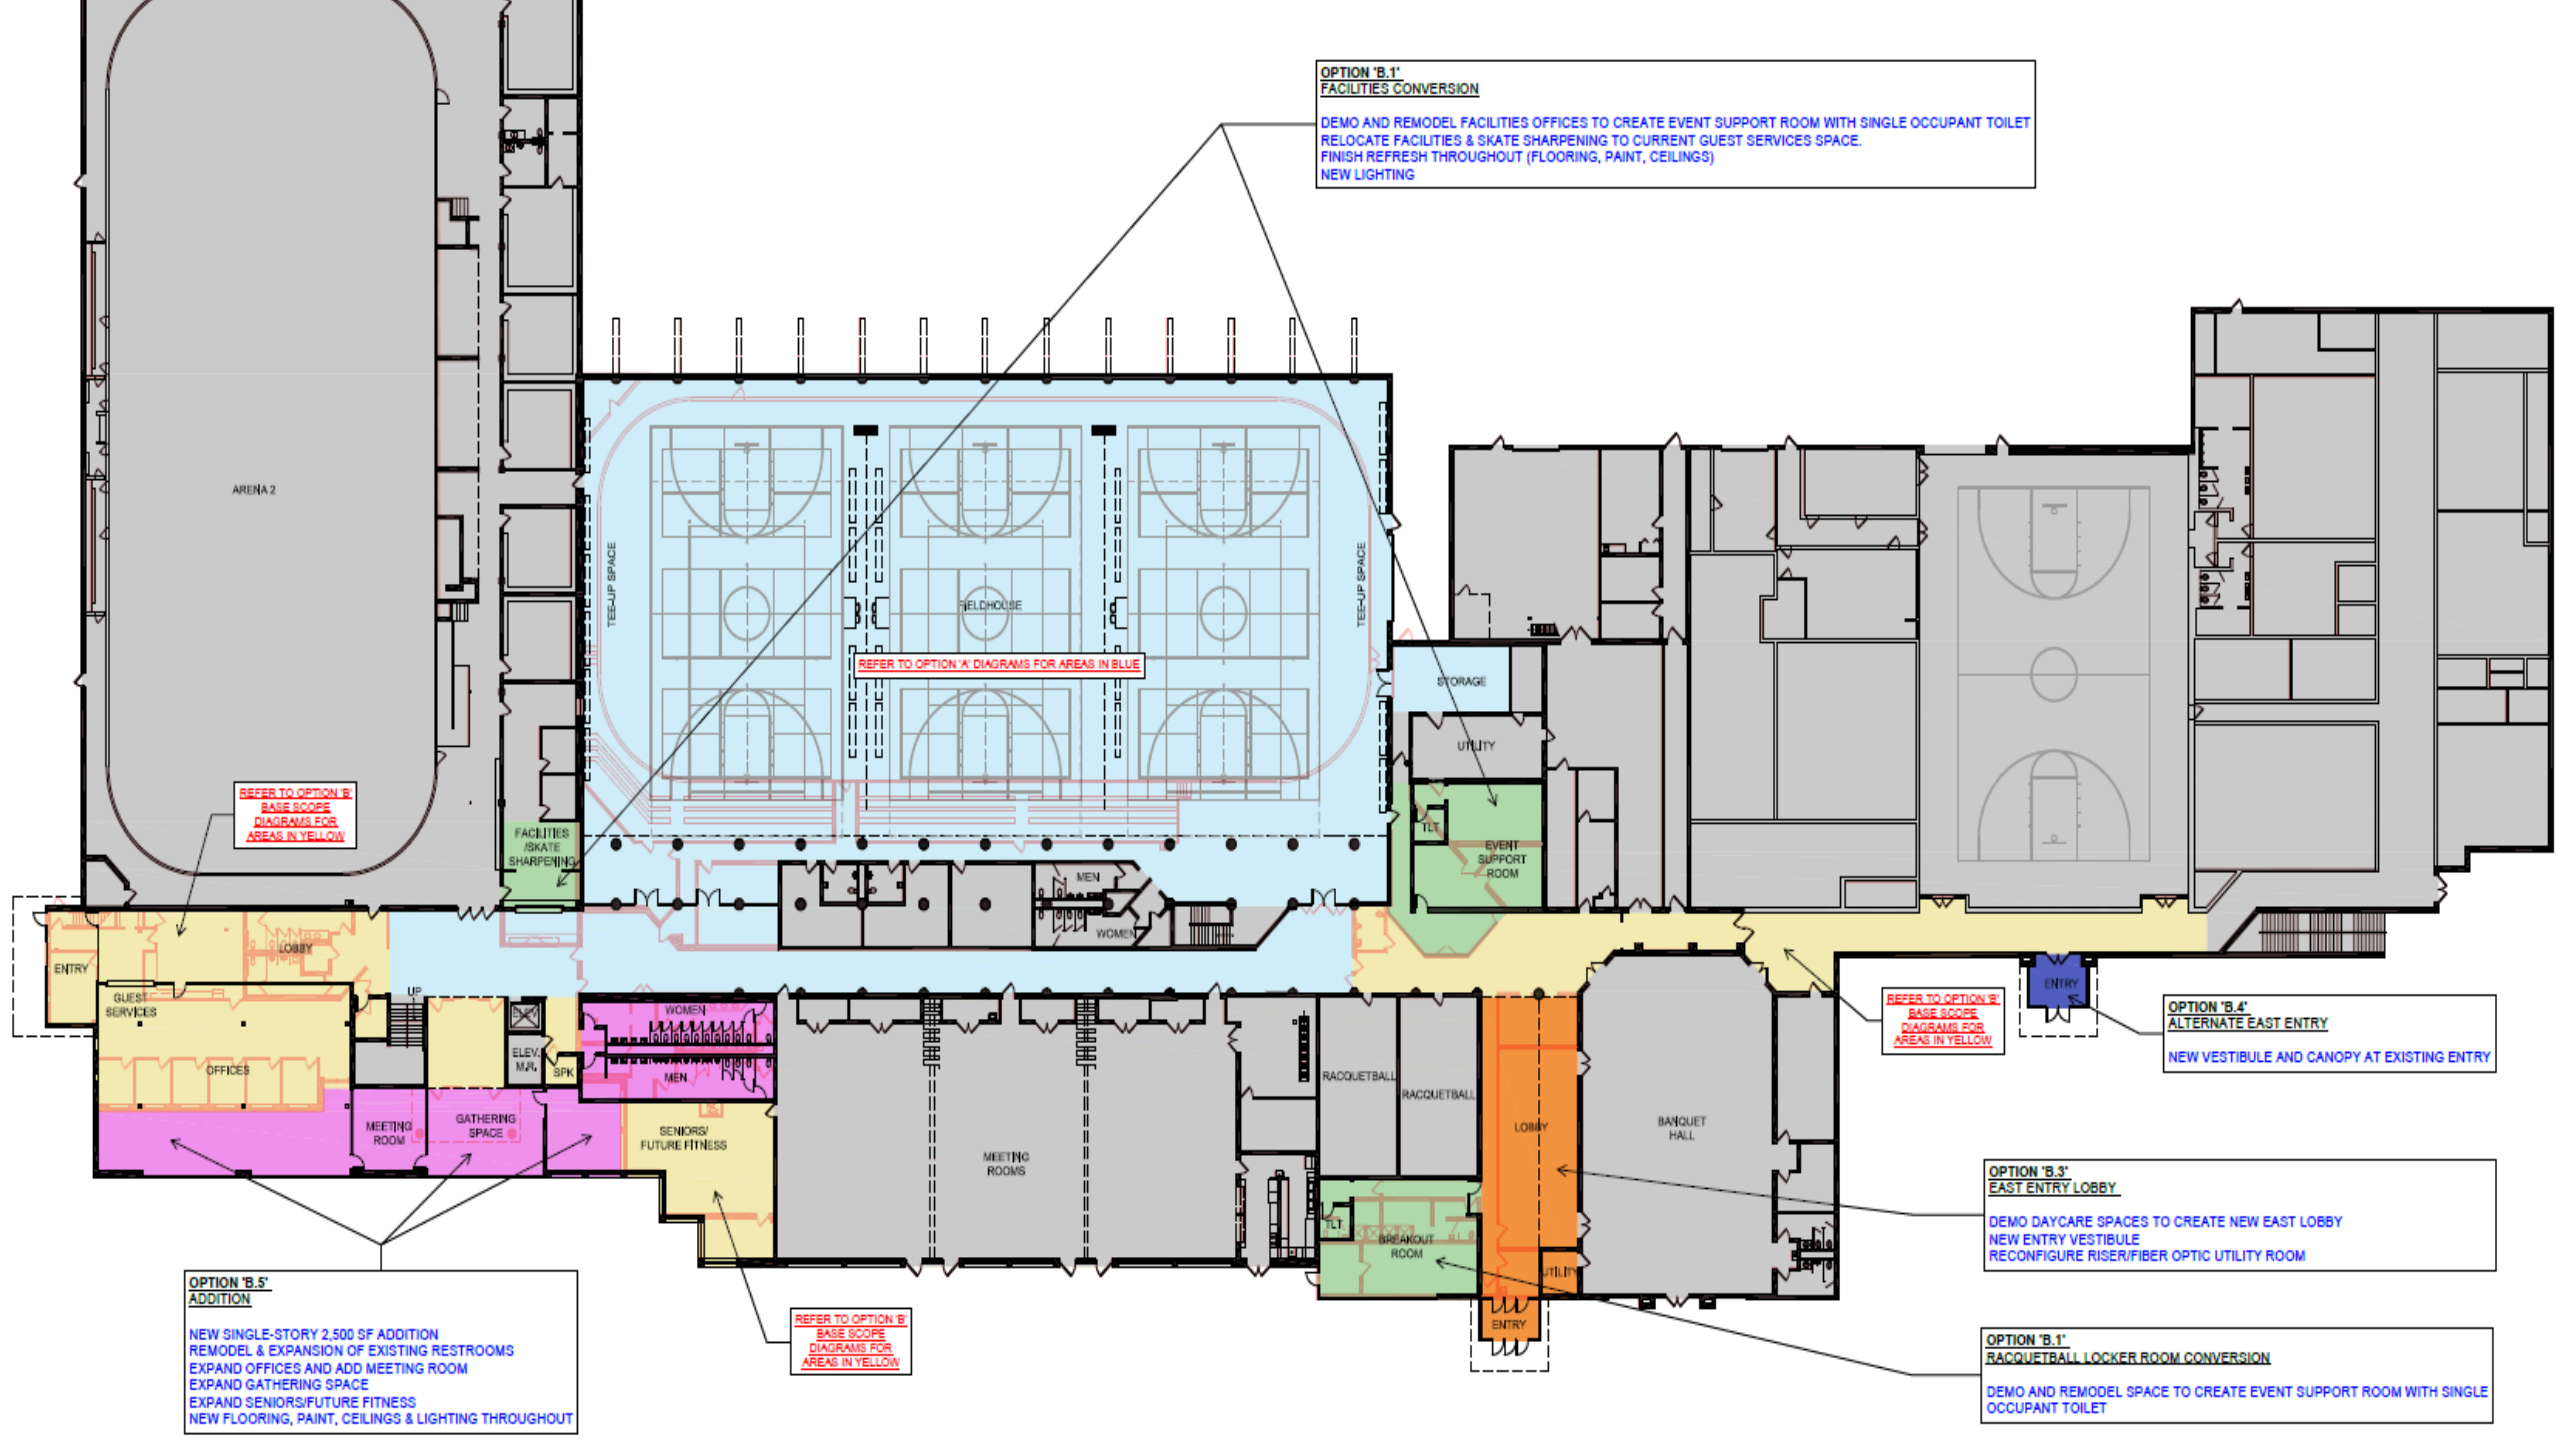 OPTION 'B.1'
FACILITIES CONVERSION
DEMO AND REMODEL FACILITIES OFFICES TO CREATE EVENT SUPPORT ROOM WITH SINGLE OCCUPANT TOILET
RELOCATE FACILITIES & SKATE SHARPENING TO CURRENT GUEST SERVICES SPACE.
FINISH REFRESH THROUGHOUT (FLOORING, PAINT, CEILINGS)
NEW LIGHTING
ARENA 2
TEE-UP SPACE
FIELDHOUSE
TEE-UP SPACE
REFER TO OPTION 'A' DIAGRAMS FOR AREAS IN BLUE
STORAGE
UTILITY
REFER TO OPTION 'B'
BASE SCOPE
DIAGRAMS FOR
AREAS IN YELLOW
FACILITIES
/SKATE
SHARPENING
TLT
EVENT
SUPPORT
ROOM
MEN
WOMEN
LOBBY
ENTRY
GUEST
SERVICES
UP
ELEV.
ELEV.
M.R.
SPK
OFFICES
WOMEN
MEN
MEETING
ROOM
GATHERING
SPACE
SENIORS/
FUTURE FITNESS
MEETING
ROOMS
RACQUETBALL
RACQUETBALL
LOBBY
BANQUET
HALL
TLT
BREAKOUT
ROOM
UTILITY
ENTRY
ENTRY
REFER TO OPTION 'B'
BASE SCOPE
DIAGRAMS FOR
AREAS IN YELLOW
OPTION 'B.4'
ALTERNATE EAST ENTRY
NEW VESTIBULE AND CANOPY AT EXISTING ENTRY
OPTION 'B.3'
EAST ENTRY LOBBY
DEMO DAYCARE SPACES TO CREATE NEW EAST LOBBY
NEW ENTRY VESTIBULE
RECONFIGURE RISER/FIBER OPTIC UTILITY ROOM
OPTION 'B.5'
ADDITION
NEW SINGLE-STORY 2,500 SF ADDITION
REMODEL & EXPANSION OF EXISTING RESTROOMS
EXPAND OFFICES AND ADD MEETING ROOM
EXPAND GATHERING SPACE
EXPAND SENIORS/FUTURE FITNESS
NEW FLOORING, PAINT, CEILINGS & LIGHTING THROUGHOUT
REFER TO OPTION 'B'
BASE SCOPE
DIAGRAMS FOR
AREAS IN YELLOW
OPTION 'B.1'
RACQUETBALL LOCKER ROOM CONVERSION
DEMO AND REMODEL SPACE TO CREATE EVENT SUPPORT ROOM WITH SINGLE
OCCUPANT TOILET